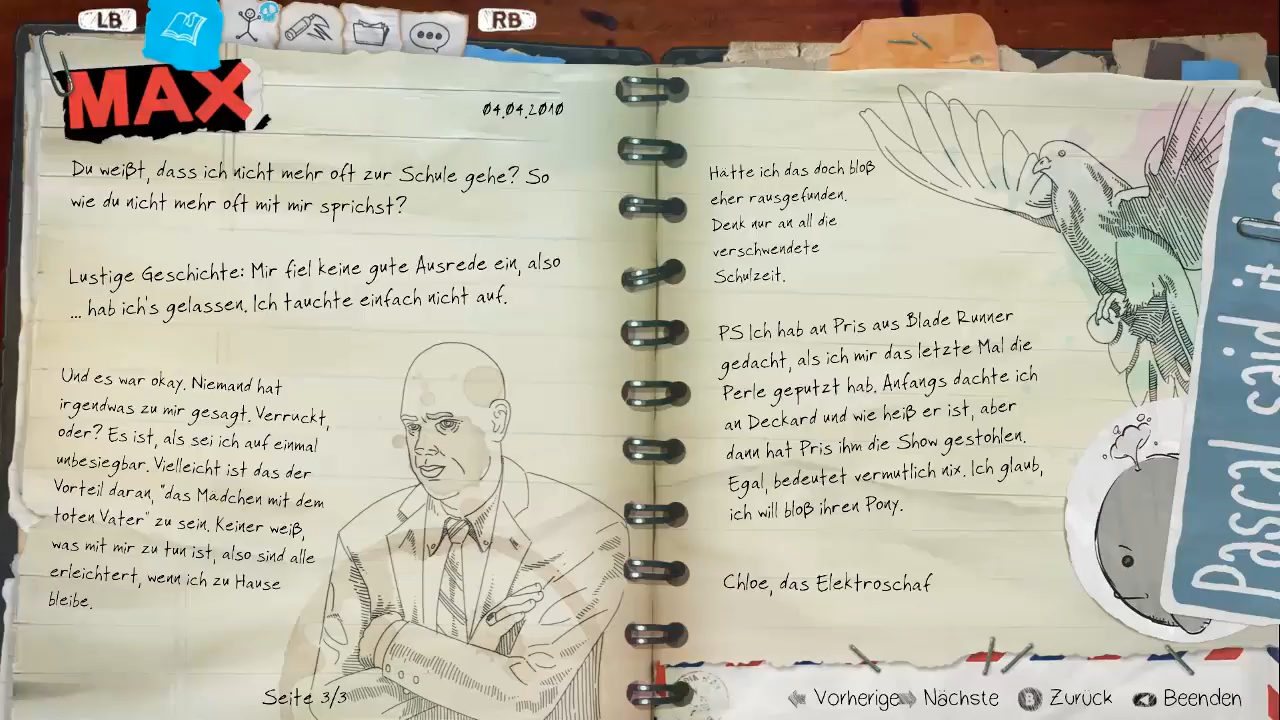 LB
RB
MAX
04.04.2010
Du weißt, dass ich nicht mehr oft zur Schule gehe? So
wie du nicht mehr oft mit mir sprichst?
Lustige Geschichte: Mir fiel keine gute Ausrede ein, also
... hab ich's gelassen. Ich tauchte einfach nicht auf.
Und es war okay. Niemand hat
irgendwas zu mir gesagt. Verrückt,
oder? Es ist, als sei ich auf einmal
unbesiegbar. Vielleicht ist das der
Vorteil daran, "das Mädchen mit dem
toten Vater" zu sein. Keiner weiß,
was mit mir zu tun ist, also sind alle
erleichtert, wenn ich zu Hause
bleibe.
Seite 3/3
Hätte ich das doch bloß
eher rausgefunden.
Denk nur an all die
verschwendete
Schulzeit.
PS Ich hab an Pris aus Blade Runner
gedacht, als ich mir das letzte Mal die
Perle geputzt hab. Anfangs dachte ich
an Deckard und wie heiß er ist, aber
dann hat Pris ihm die Show gestohlen.
Egal, bedeutet vermutlich nix. Ich glaub,
ich will bloß ihren Pony.
Chloe, das Elektroschaf
Pascal said it
Vorherige Nächste B Zurück Beenden